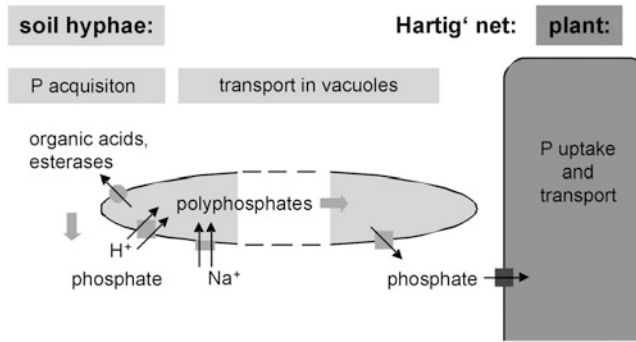 soil hyphae:
Hartig‘ net:
plant:
P acquisiton
transport in vacuoles
organic acids,
esterases
polyphosphates
P uptake
and
transport
H+
phosphate
Na+
phosphate